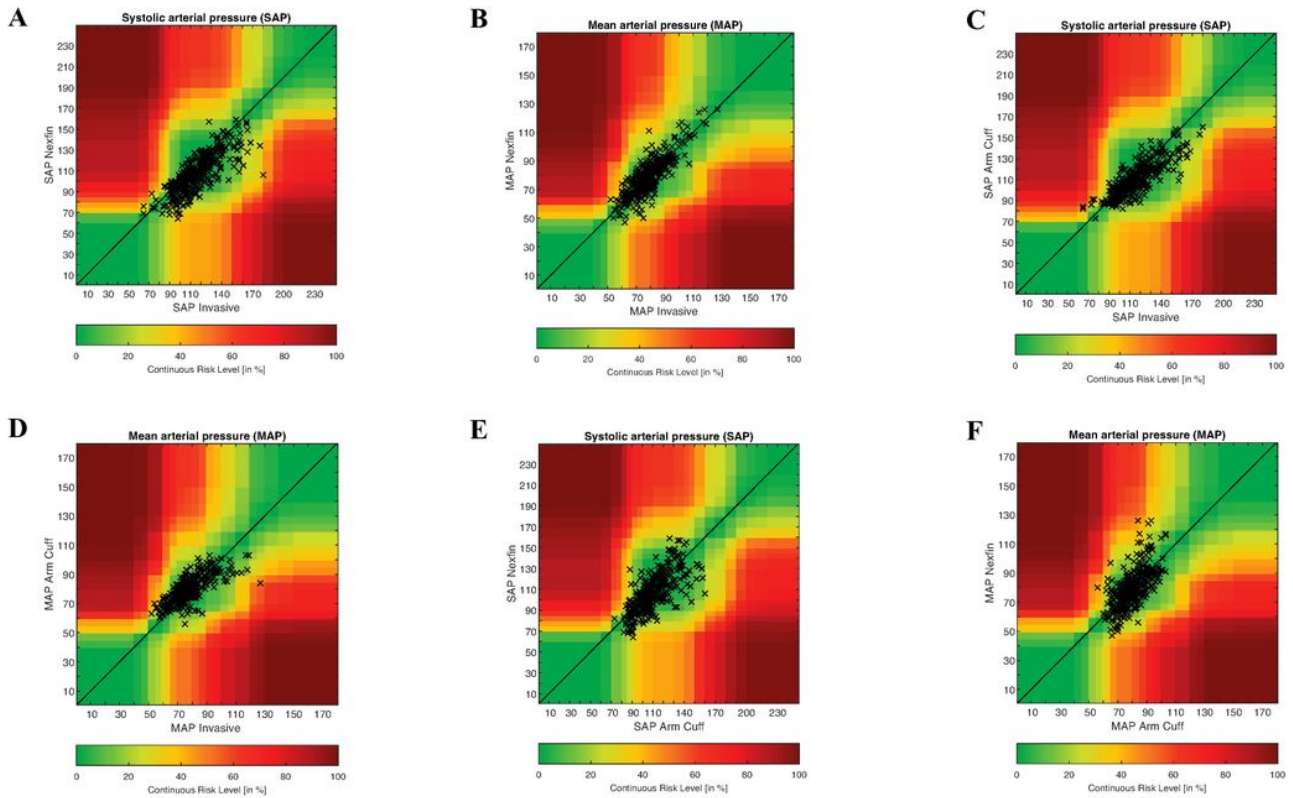 A
Systolic arterial pressure (SAP)
230
210
190
170
150
130
110
90
70
50
30
10
SAP Nexfin
10 30 50 70 90 110 140 170 200 230
SAP Invasive
0 20 40 60 80 100
Continuous Risk Level [in %]
B
Mean arterial pressure (MAP)
170
150
130
110
90
70
50
30
10
MAP Nexfin
10 30 50 70 90 110 130 150 170
MAP Invasive
0 20 40 60 80 100
Continuous Risk Level [in %]
C
Systolic arterial pressure (SAP)
230
210
190
170
150
130
110
90
70
50
30
10
SAP Arm Cuff
10 30 50 70 90 110 140 170 200 230
SAP Invasive
0 20 40 60 80 100
Continuous Risk Level [in %]
D
Mean arterial pressure (MAP)
170
150
130
110
90
70
50
30
10
MAP Arm Cuff
10 30 50 70 90 110 130 150 170
MAP Invasive
0 20 40 60 80 100
Continuous Risk Level [in %]
E
Systolic arterial pressure (SAP)
230
210
190
170
150
130
110
90
70
50
30
10
SAP Nexfin
10 30 50 70 90 110 140 170 200 230
SAP Arm Cuff
0 20 40 60 80 100
Continuous Risk Level [in %]
F
Mean arterial pressure (MAP)
170
150
130
110
90
70
50
30
10
MAP Nexfin
10 30 50 70 90 110 130 150 170
MAP Arm Cuff
0 20 40 60 80 100
Continuous Risk Level [in %]